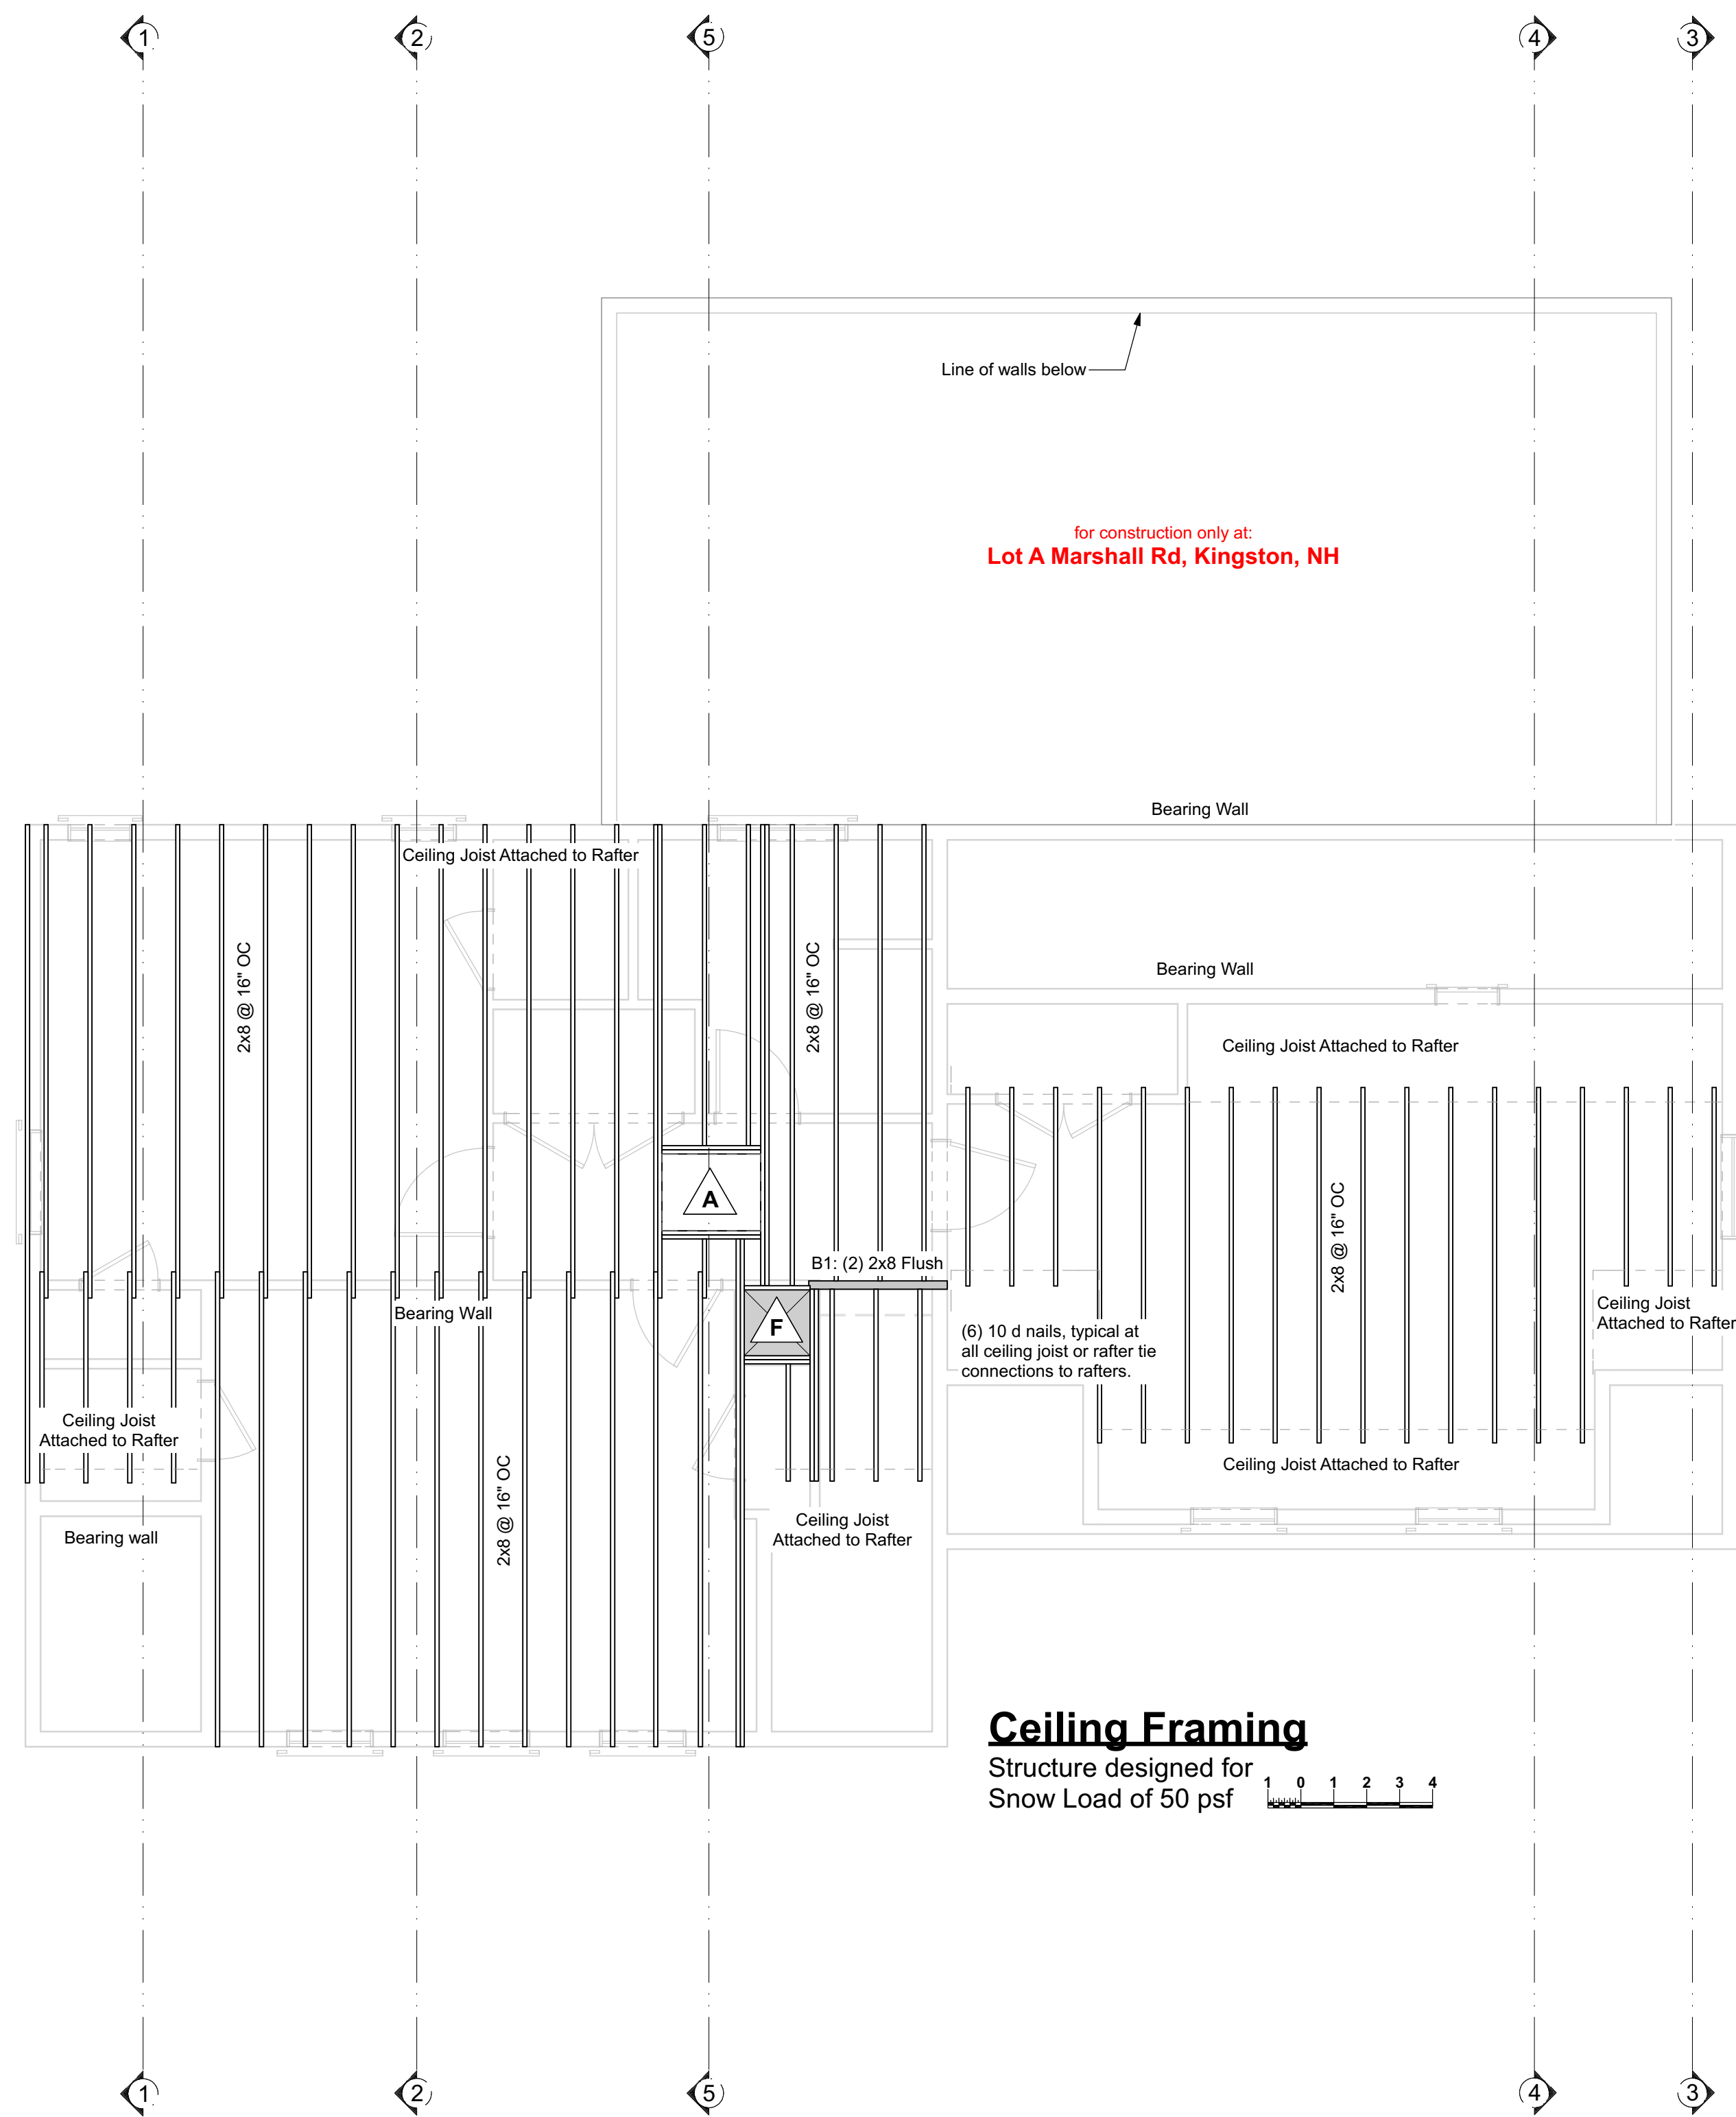 1
2
5
4
3
Line of walls below
for construction only at:
Lot A Marshall Rd, Kingston, NH
Bearing Wall
Ceiling Joist Attached to Rafter
2x8 @ 16" OC
2x8 @ 16" OC
Bearing Wall
Ceiling Joist Attached to Rafter
A
B1: (2) 2x8 Flush
2x8 @ 16" OC
Bearing Wall
F
(6) 10 d nails, typical at
all ceiling joist or rafter tie
connections to rafters.
Ceiling Joist
Attached to Rafter
Ceiling Joist
Attached to Rafter
Ceiling Joist Attached to Rafter
2x8 @ 16" OC
Ceiling Joist
Attached to Rafter
Bearing wall
Ceiling Framing
Structure designed for
Snow Load of 50 psf
1 0 1 2 3 4
1
2
5
4
3